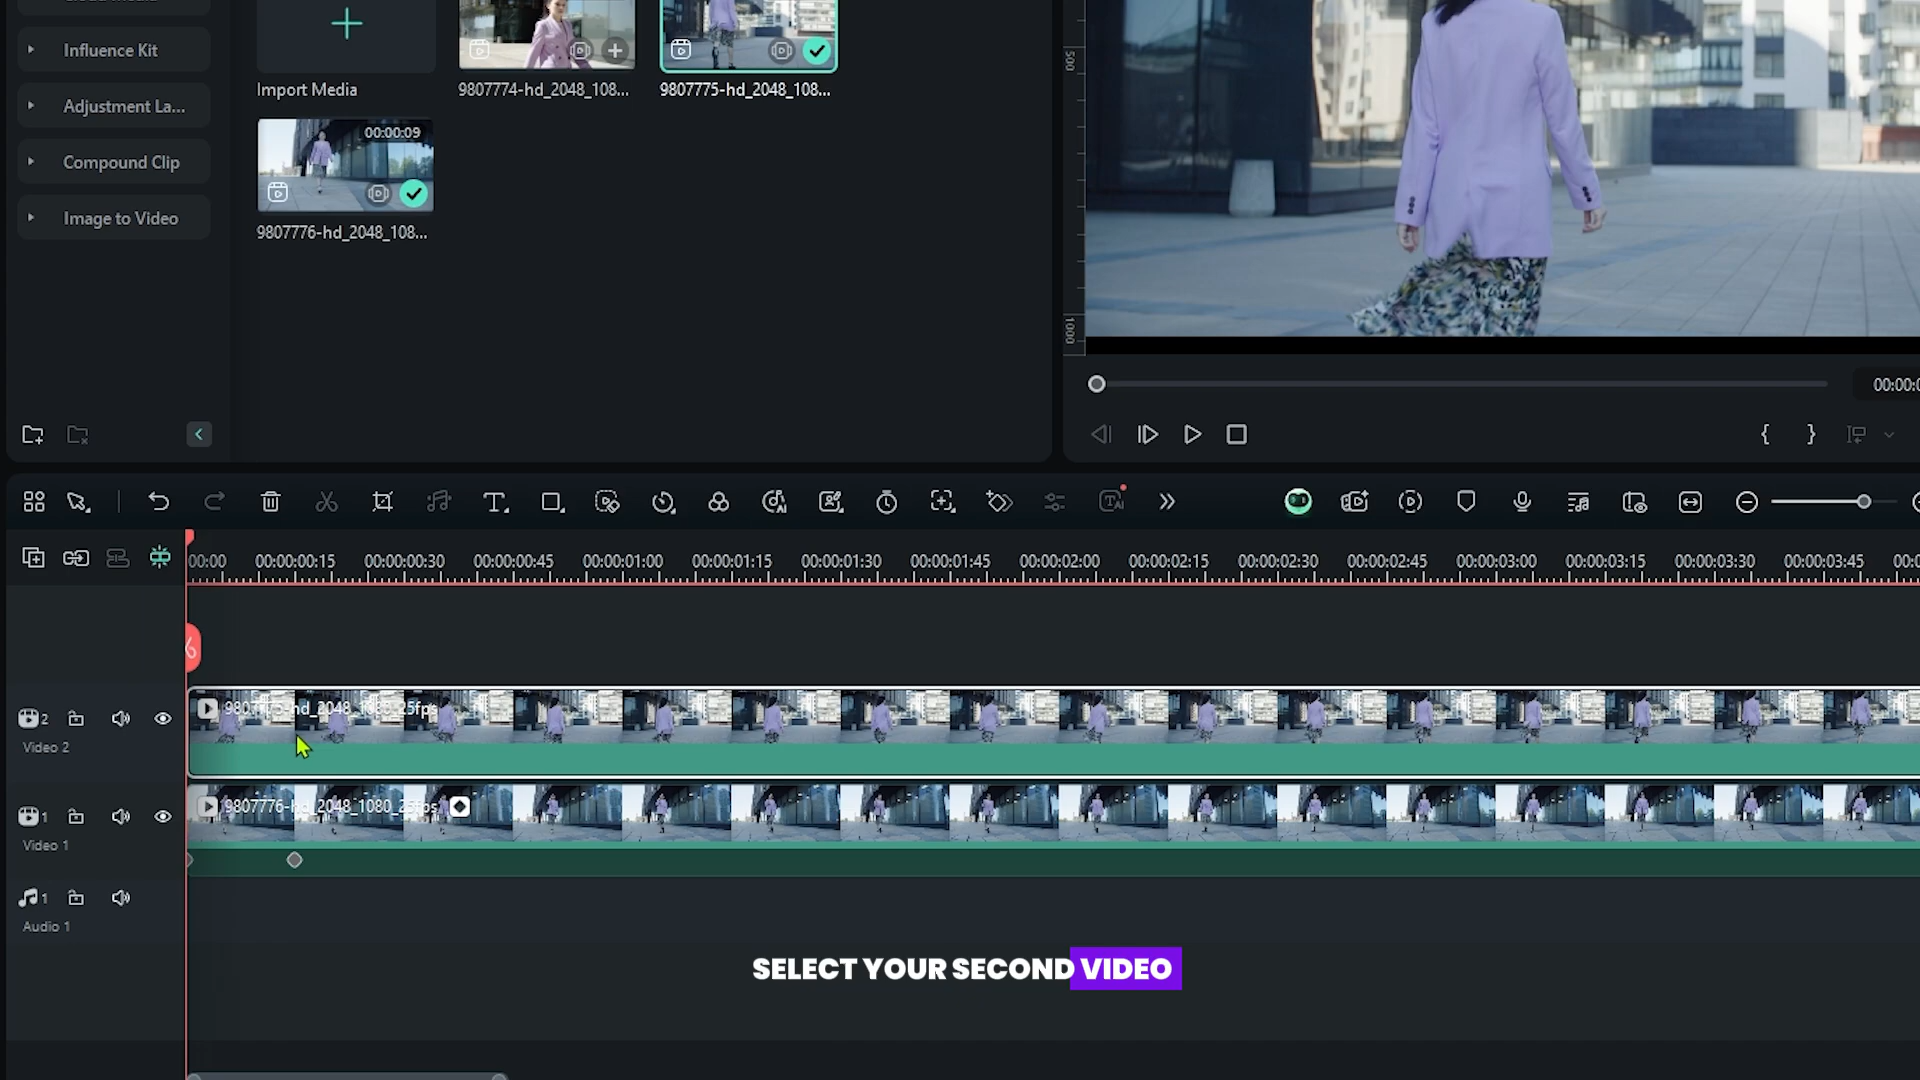 Influence Kit
Adjustment La...
Compound Clip
Image to Video
Import Media
9807774-hd_2048_108...
9807775-hd_2048_108...
00:00:09
9807776-hd_2048_108...
500
1000
00:00:0
00:00 00:00:00:15 00:00:00:30 00:00:00:45 00:00:01:00 00:00:01:15 00:00:01:30 00:00:01:45 00:00:02:00 00:00:02:15 00:00:02:30 00:00:02:45 00:00:03:00 00:00:03:15 00:00:03:30 00:00:03:45 00:0
2
Video 2
9807775-hd_2048_1080_25fps
1
Video 1
9807776-hd_2048_1080_25fps
1
Audio 1
SELECT YOUR SECOND VIDEO